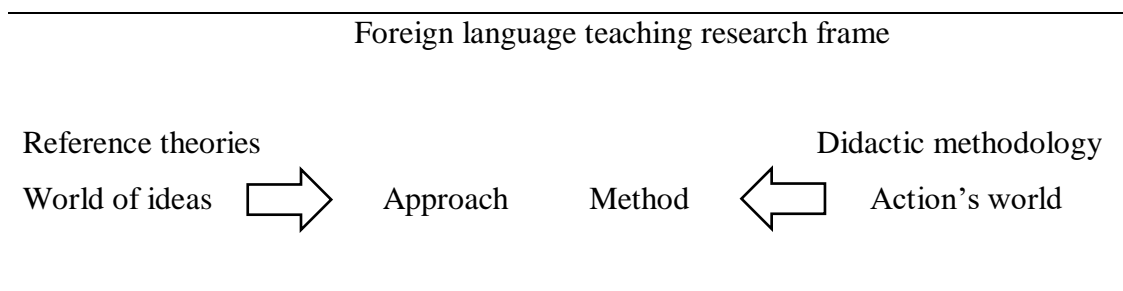 Foreign language teaching research frame
Reference theories Didactic methodology
World of ideas Approach Method Action’s world